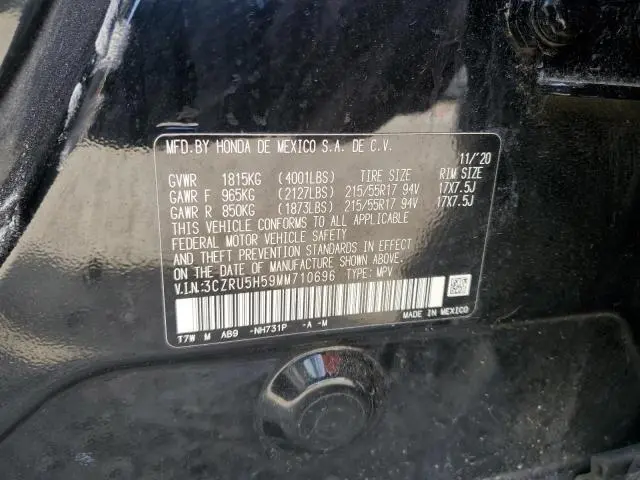 MFD. BY HONDA DE MEXICO S.A. DE C.V.
11/'20
GVWR 1815KG (4001LBS) TIRE SIZE RIM SIZE
GAWR F 965KG (2127LBS) 215/55R17 94V 17X7.5J
GAWR R 850KG (1873LBS) 215/55R17 94V 17X7.5J
THIS VEHICLE CONFORMS TO ALL APPLICABLE
FEDERAL MOTOR VEHICLE SAFETY
AND THEFT PREVENTION STANDARDS IN EFFECT
ON THE DATE OF MANUFACTURE SHOWN ABOVE.
V.I.N:3CZRU5H59MM710696 TYPE: MPV
T7W M AB9 -NH731P -A -M MADE IN MEXICO